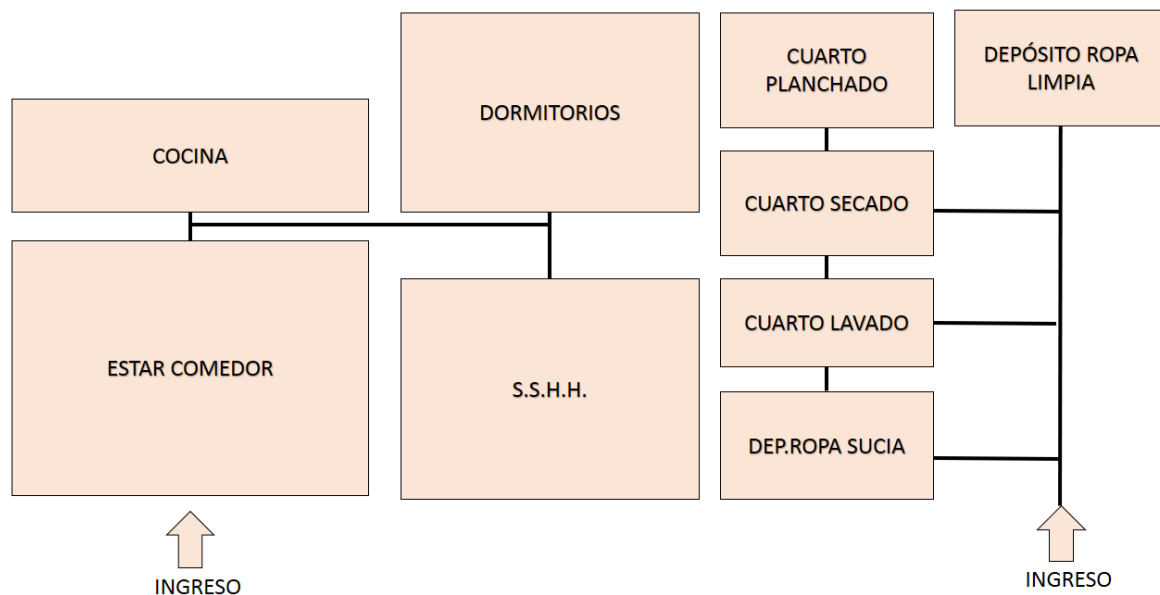 COCINA
ESTAR COMEDOR
INGRESO
DORMITORIOS
S.S.H.H.
CUARTO
PLANCHADO
CUARTO SECADO
CUARTO LAVADO
DEP.ROPA SUCIA
DEPÓSITO ROPA
LIMPIA
INGRESO